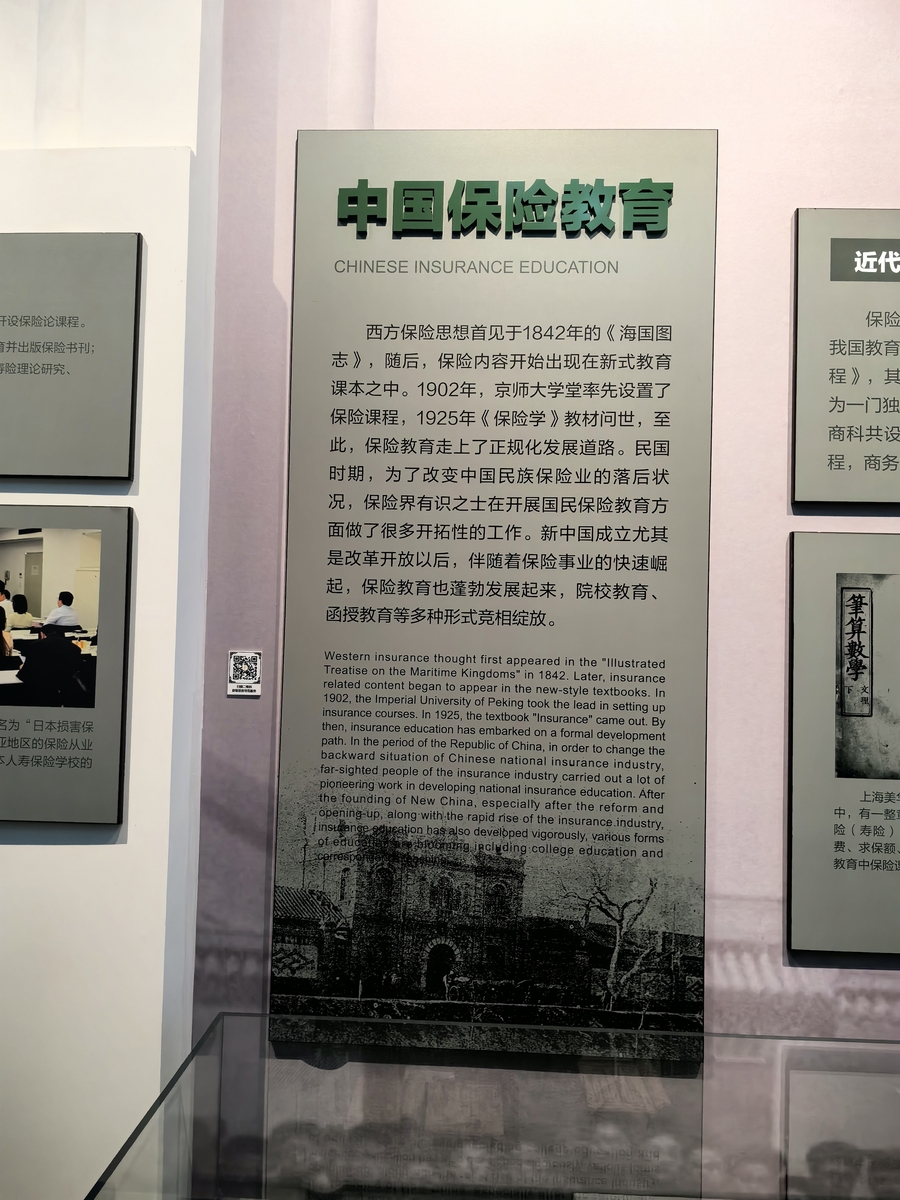 中国保险教育
CHINESE INSURANCE EDUCATION
西方保险思想首见于1842年的《海国图
志》，随后，保险内容开始出现在新式教育
课本之中。1902年，京师大学堂率先设置了
保险课程，1925年《保险学》教材问世，至
此，保险教育走上了正规化发展道路。民国
时期，为了改变中国民族保险业的落后状
况，保险界有识之士在开展国民保险教育方
面做了很多开拓性的工作。新中国成立尤其
是改革开放以后，伴随着保险事业的快速崛
起，保险教育也蓬勃发展起来，院校教育、
函授教育等多种形式竞相绽放。
Western insurance thought first appeared in the "Illustrated
Treatise on the Maritime Kingdoms" in 1842. Later, insurance
related content began to appear in the new-style textbooks. In
1902, the Imperial University of Peking took the lead in setting up
insurance courses. In 1925, the textbook "Insurance" came out. By
then, insurance education has embarked on a formal development
path. In the period of the Republic of China, in order to change the
backward situation of Chinese national insurance industry,
far-sighted people of the insurance industry carried out a lot of
pioneering work in developing national insurance education. After
the founding of New China, especially after the reform and
opening-up, along with the rapid rise of the insurance industry,
insurance education has also developed vigorously, various forms
of education are blooming including college education and
开设保险论课程。
育并出版保险书刊；
寿险理论研究、
名为“日本损害保
亚地区的保险从业
本人寿保险学校的
近代
保险
我国教育
程》，其
为一门独
商科共设
程，商务
筆算數學
下
文理
上海美华
中，有一整章
险（寿险）
费、求保额、
教育中保险课